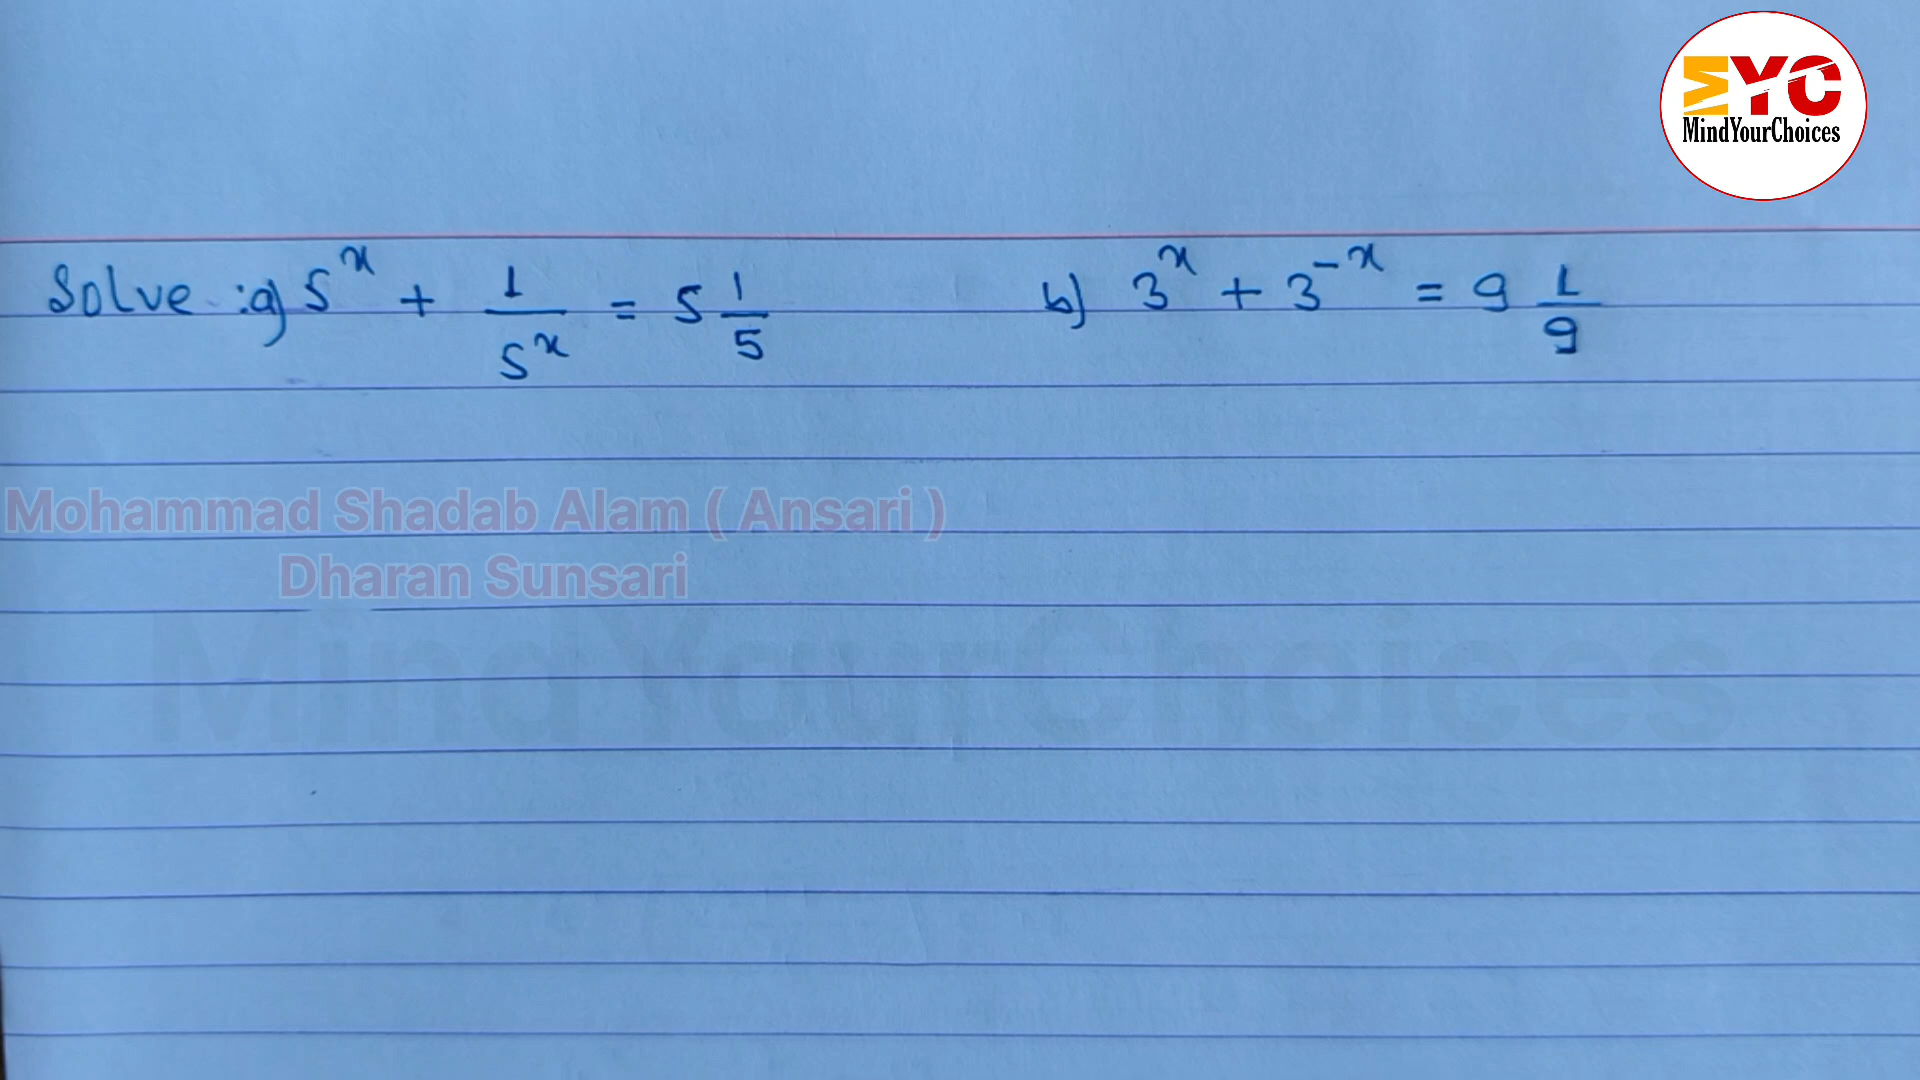 MYC
MindYourChoices
Solve :a) 5^x + 1/5^x = 5 1/5 b) 3^x + 3^-x = 9 1/9
Mohammad Shadab Alam ( Ansari )
Dharan Sunsari
MindYourChoices